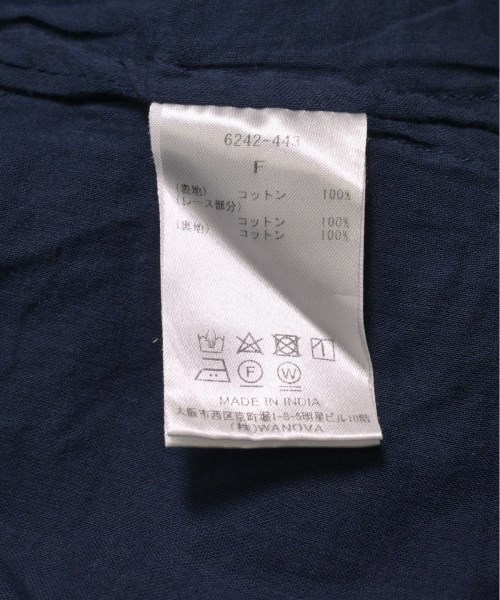 6242-443
F
(表地) コットン 100%
(レース部分)
コットン 100%
(裏地) コットン 100%
F W
MADE IN INDIA
大阪市西区京町堀1-8-5明星ビル10階
(株)WANOVA